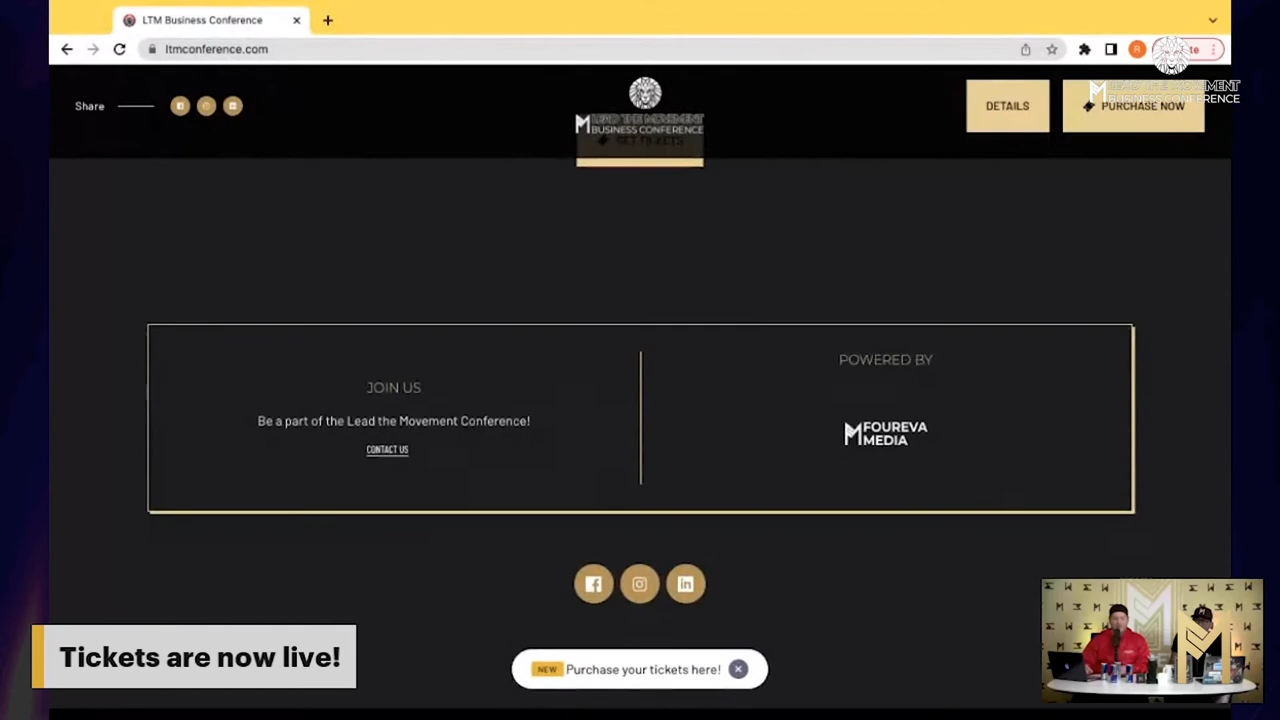 LTM Business Conference
ltmconference.com
Share
LEAD THE MOVEMENT
BUSINESS CONFERENCE
GET TICKETS
DETAILS
PURCHASE NOW
LEAD THE MOVEMENT
BUSINESS CONFERENCE
JOIN US
Be a part of the Lead the Movement Conference!
CONTACT US
POWERED BY
FOUREVA
MEDIA
Tickets are now live!
NEW Purchase your tickets here!